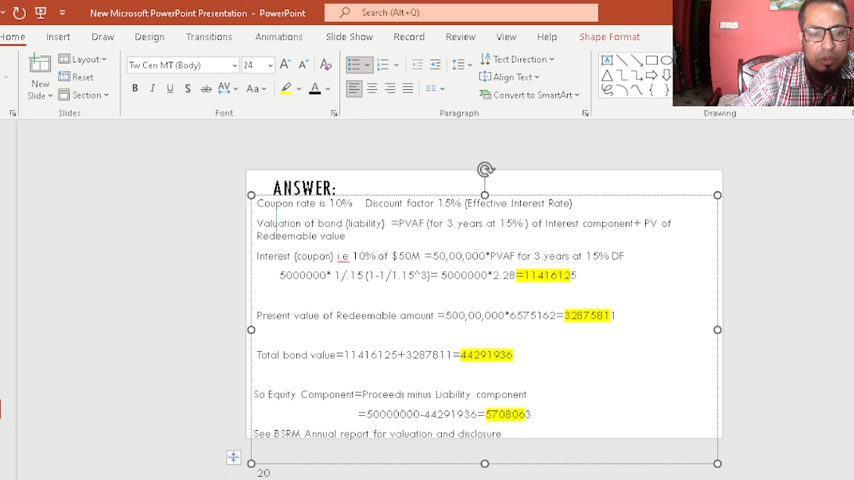 New Microsoft PowerPoint Presentation - PowerPoint
Search (Alt+Q)
Home Insert Draw Design Transitions Animations Slide Show Record Review View Help Shape Format
New Slide
Layout
Reset
Section
Tw Cen MT (Body) 24
Text Direction
Align Text
Convert to SmartArt
Slides Font Paragraph Drawing
ANSWER:
Coupon rate is 10% Discount factor 15% (Effective Interest Rate)
Valuation of bond (liability) =PVAF (for 3 years at 15% ) of Interest component+ PV of
Redeemable value
Interest (coupon) i.e 10% of $50M =50,00,000*PVAF for 3 years at 15% DF
5000000* 1/.15 (1-1/1.15^3)= 5000000*2.28=11416125
Present value of Redeemable amount =500,00,000*6575162=32875811
Total bond value=11416125+3287811=44291936
So Equity Component=Proceeds minus Liability component
=50000000-44291936=5708063
See BSRM Annual report for valuation and disclosure
20